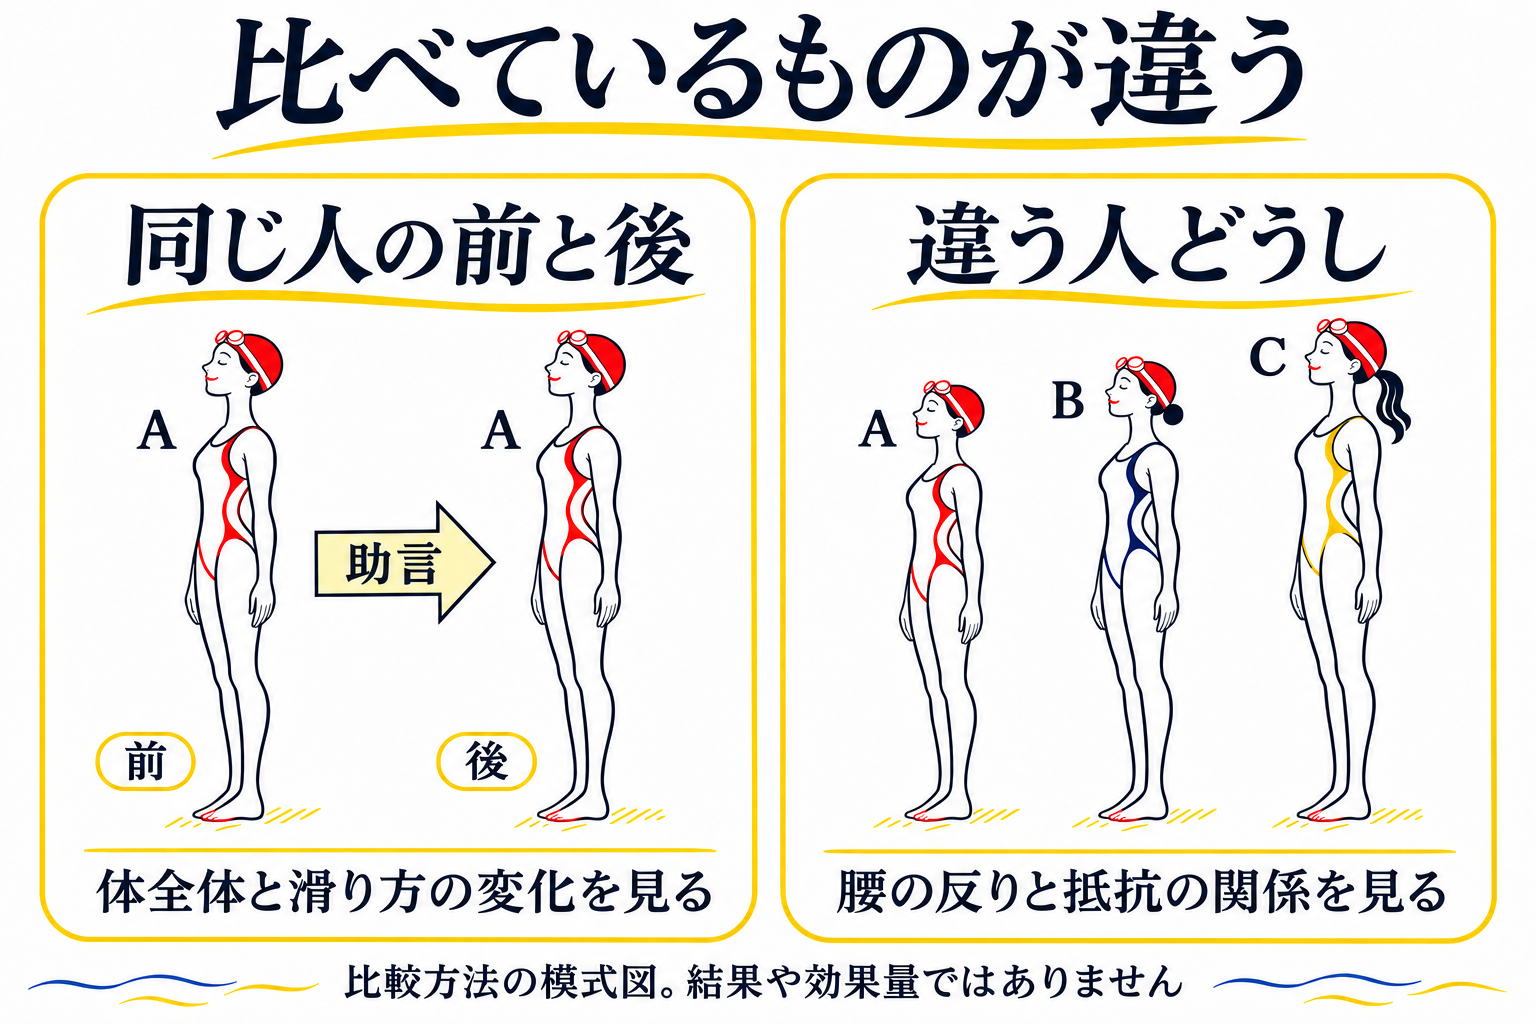 比べているものが違う
同じ人の前と後
A
A
助言
前
後
体全体と滑り方の変化を見る
違う人どうし
A
B
C
腰の反りと抵抗の関係を見る
比較方法の模式図。結果や効果量ではありません